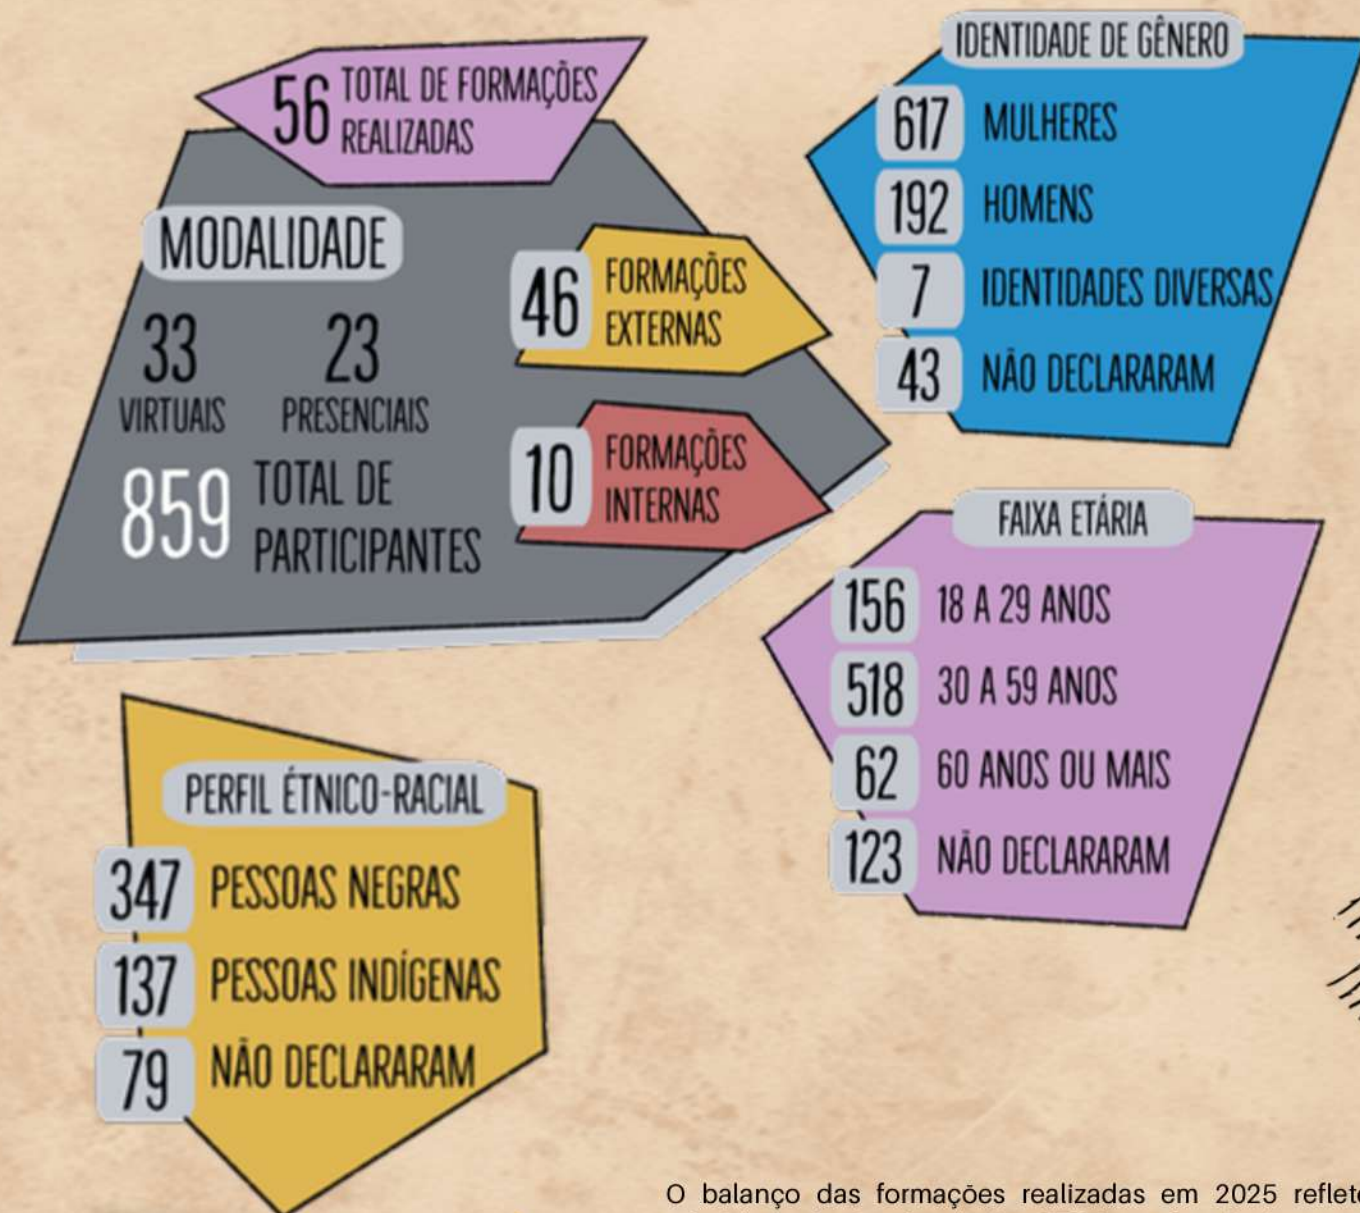 56 TOTAL DE FORMAÇÕES
REALIZADAS
MODALIDADE
33
VIRTUAIS
23
PRESENCIAIS
859 TOTAL DE
PARTICIPANTES
46 FORMAÇÕES
EXTERNAS
10 FORMAÇÕES
INTERNAS
IDENTIDADE DE GÊNERO
617 MULHERES
192 HOMENS
7 IDENTIDADES DIVERSAS
43 NÃO DECLARARAM
FAIXA ETÁRIA
156 18 A 29 ANOS
518 30 A 59 ANOS
62 60 ANOS OU MAIS
123 NÃO DECLARARAM
PERFIL ÉTNICO-RACIAL
347 PESSOAS NEGRAS
137 PESSOAS INDÍGENAS
79 NÃO DECLARARAM
O balanço das formações realizadas em 2025 reflete